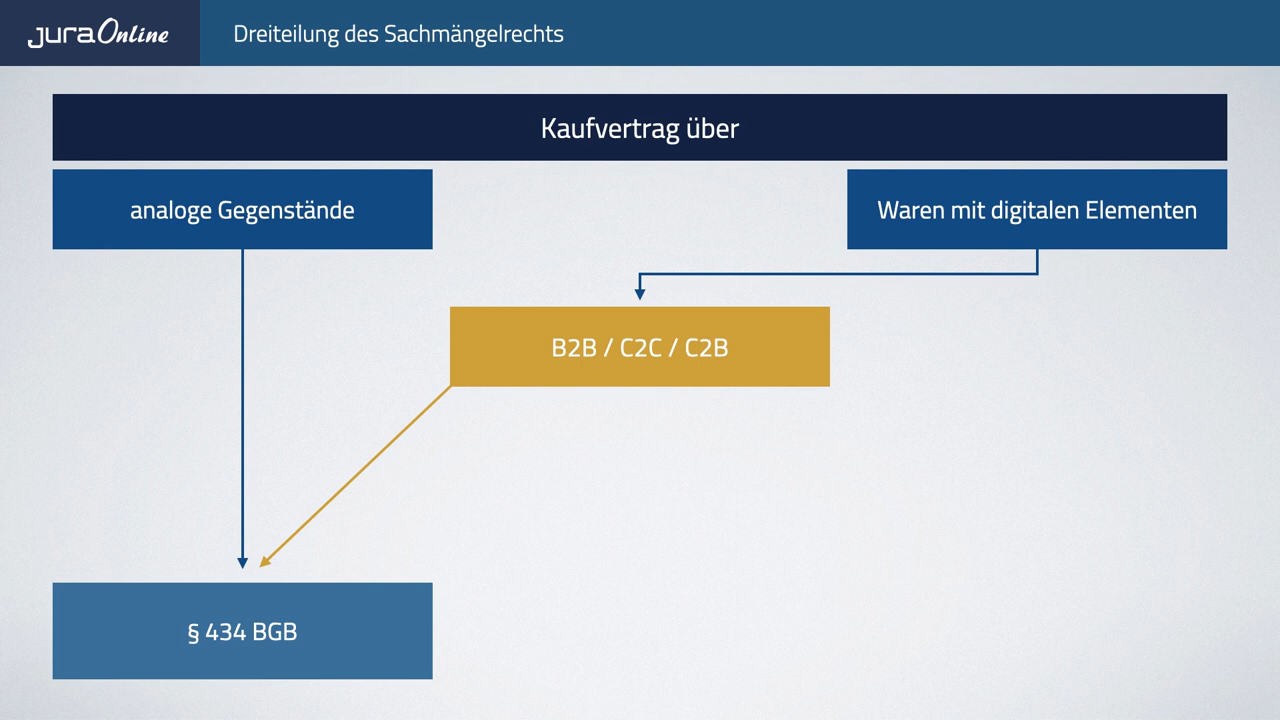 juraOnline
Dreiteilung des Sachmängelrechts
Kaufvertrag über
analoge Gegenstände
Waren mit digitalen Elementen
B2B / C2C / C2B
§ 434 BGB